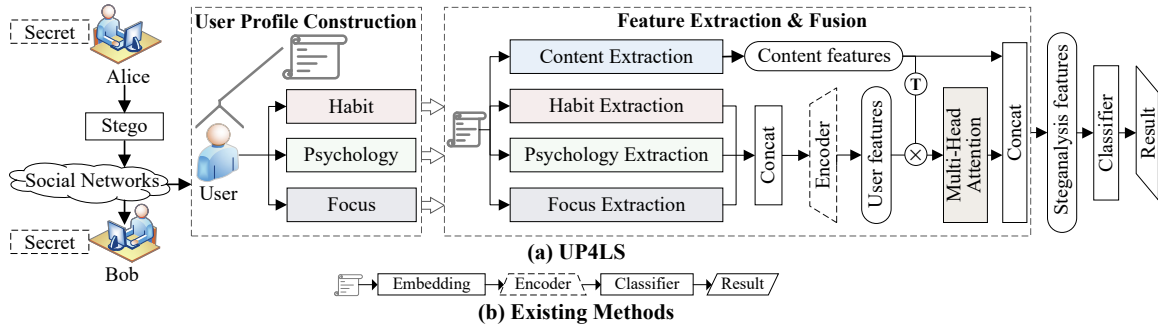 Secret
Alice
Stego
Social Networks
Secret
Bob
User Profile Construction
User
Habit
Psychology
Focus
Feature Extraction & Fusion
Content Extraction
Content features
T
Habit Extraction
Psychology Extraction
Focus Extraction
Concat
Encoder
User features
Multi-Head
Attention
Concat
Steganalysis features
Classifier
Result
(a) UP4LS
Embedding
Encoder
Classifier
Result
(b) Existing Methods